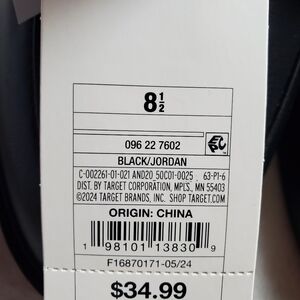 8 1/2
096 22 7602
BLACK/JORDAN
C-002261-01-021 AND20 50C01-0025 63-P1-6
DIST. BY TARGET CORPORATION, MPLS., MN 55403
©2024 TARGET BRANDS, INC. SHOP TARGET.COM
ORIGIN: CHINA
1 98101 13830 9
F16870171-05/24
$34.99